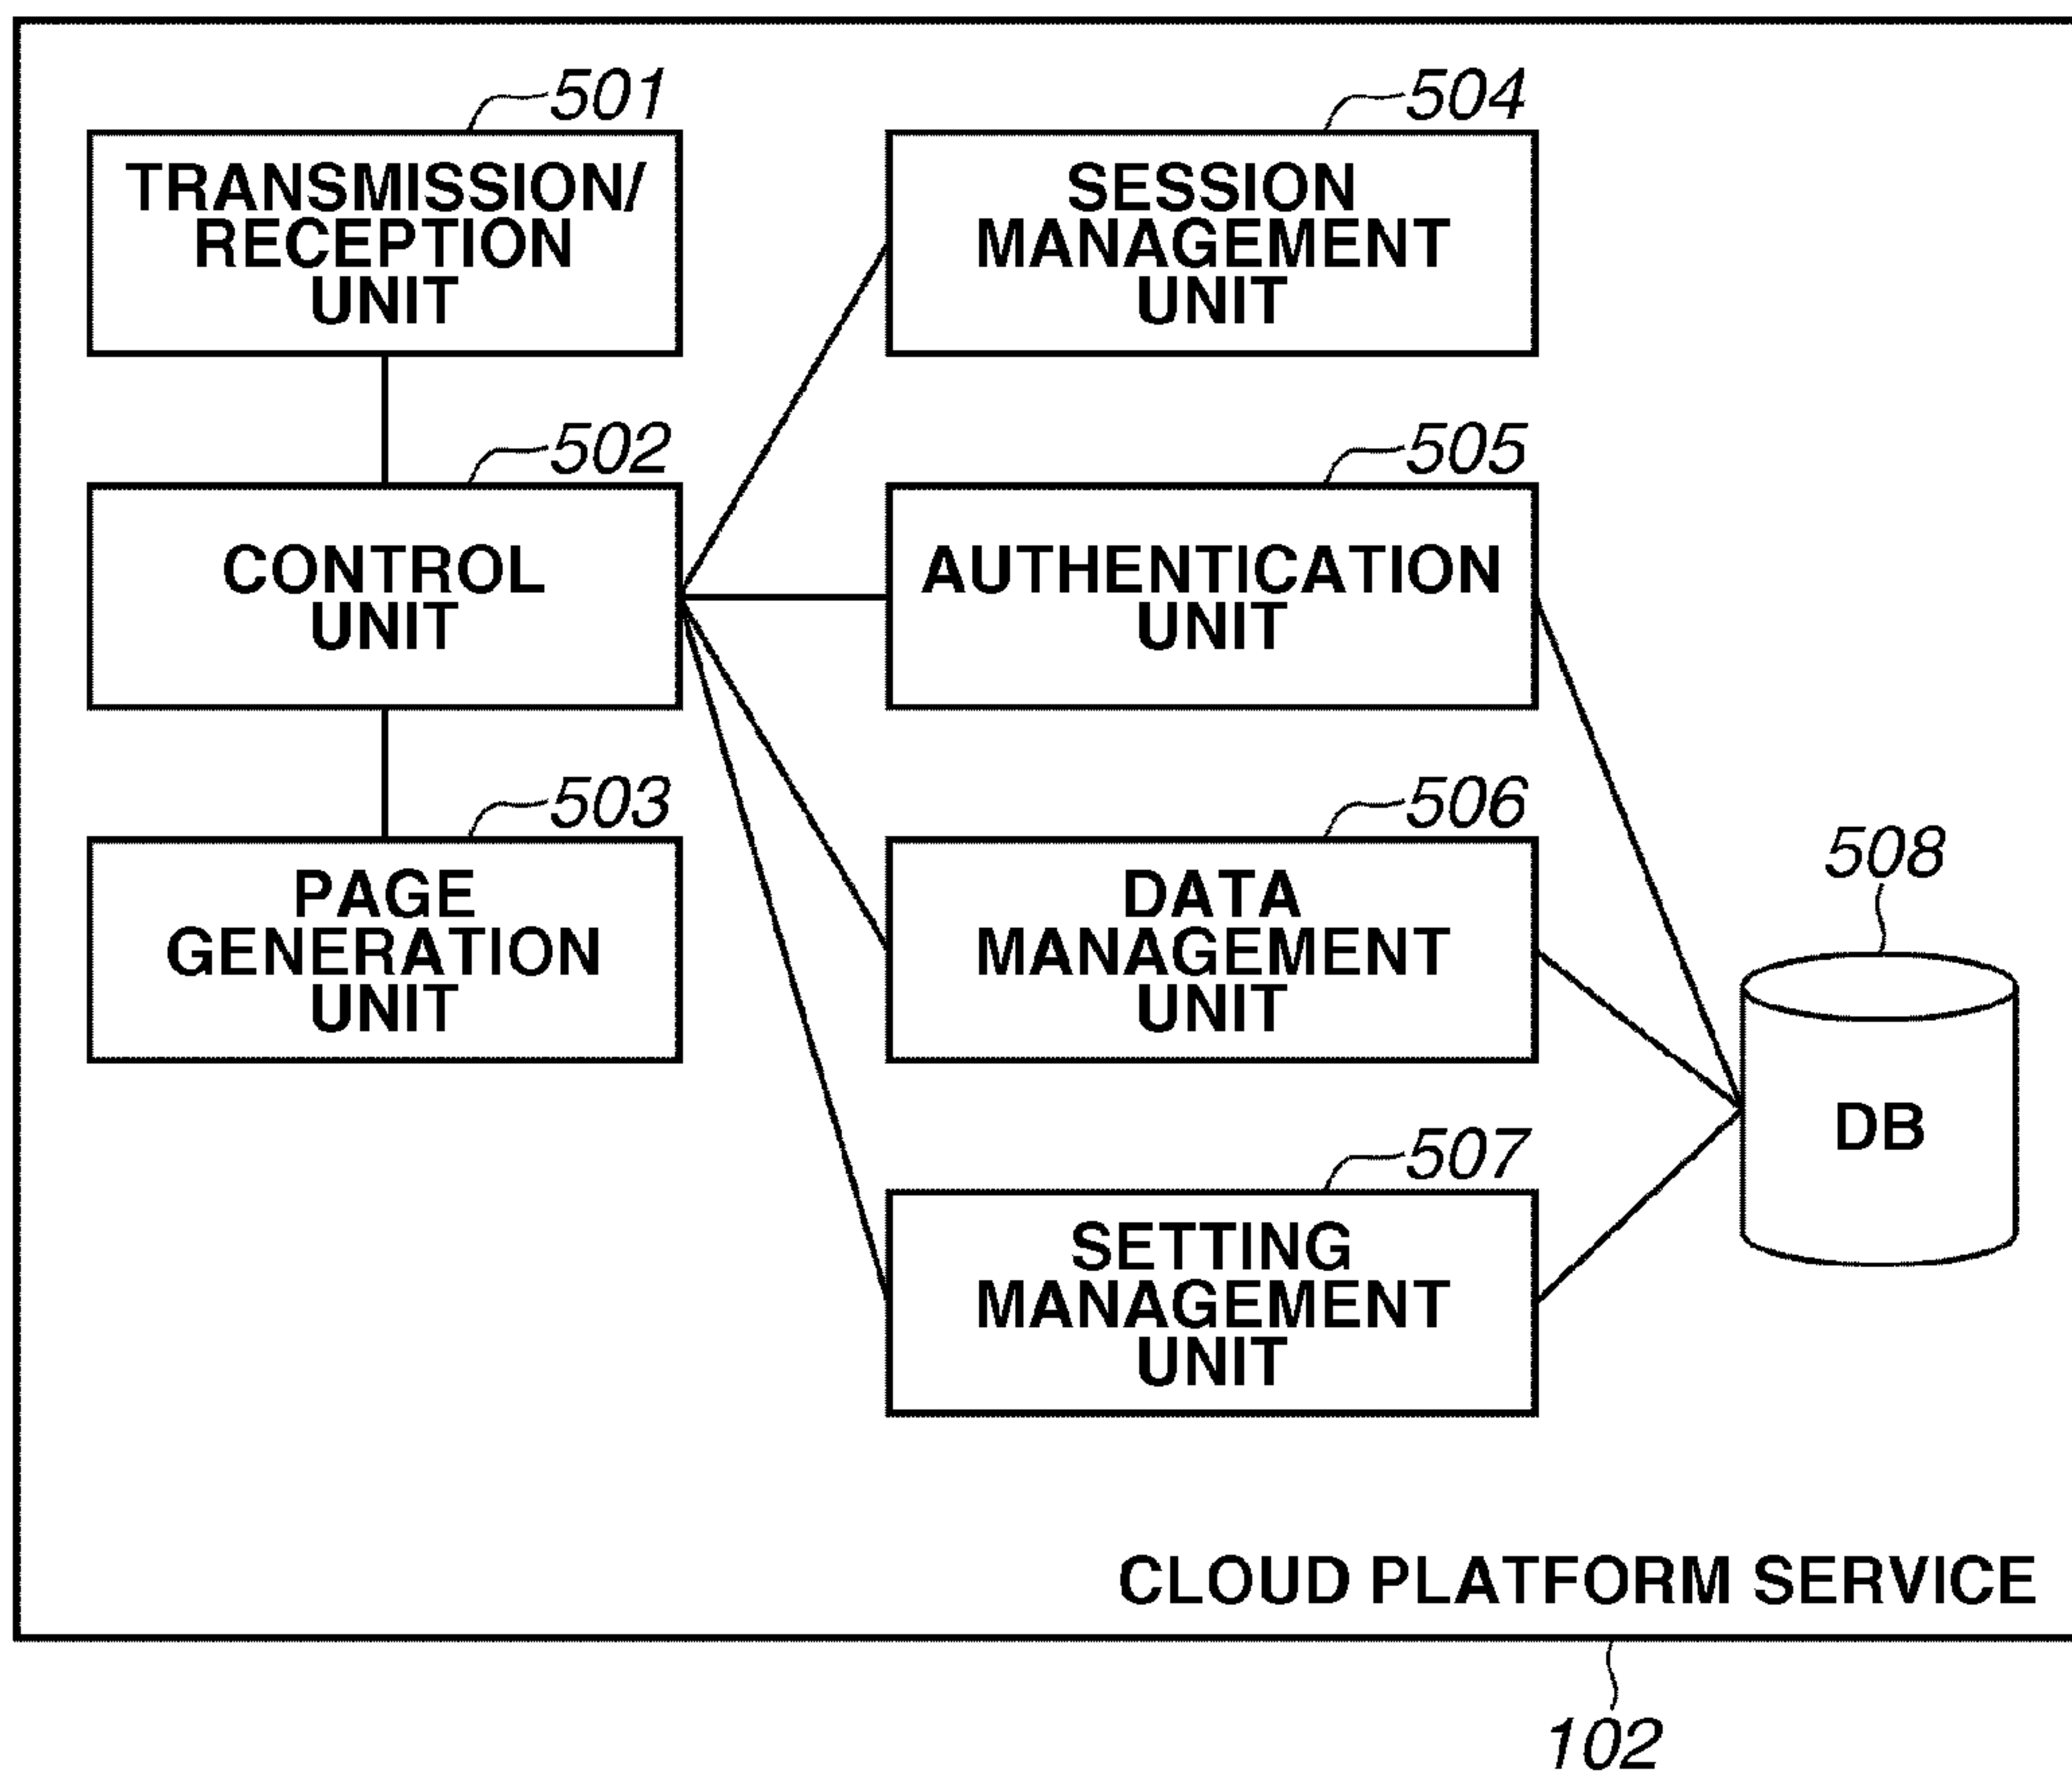 501
TRANSMISSION/
RECEPTION
UNIT
502
CONTROL
UNIT
503
PAGE
GENERATION
UNIT
504
SESSION
MANAGEMENT
UNIT
505
AUTHENTICATION
UNIT
506
DATA
MANAGEMENT
UNIT
507
SETTING
MANAGEMENT
UNIT
508
DB
CLOUD PLATFORM SERVICE
102